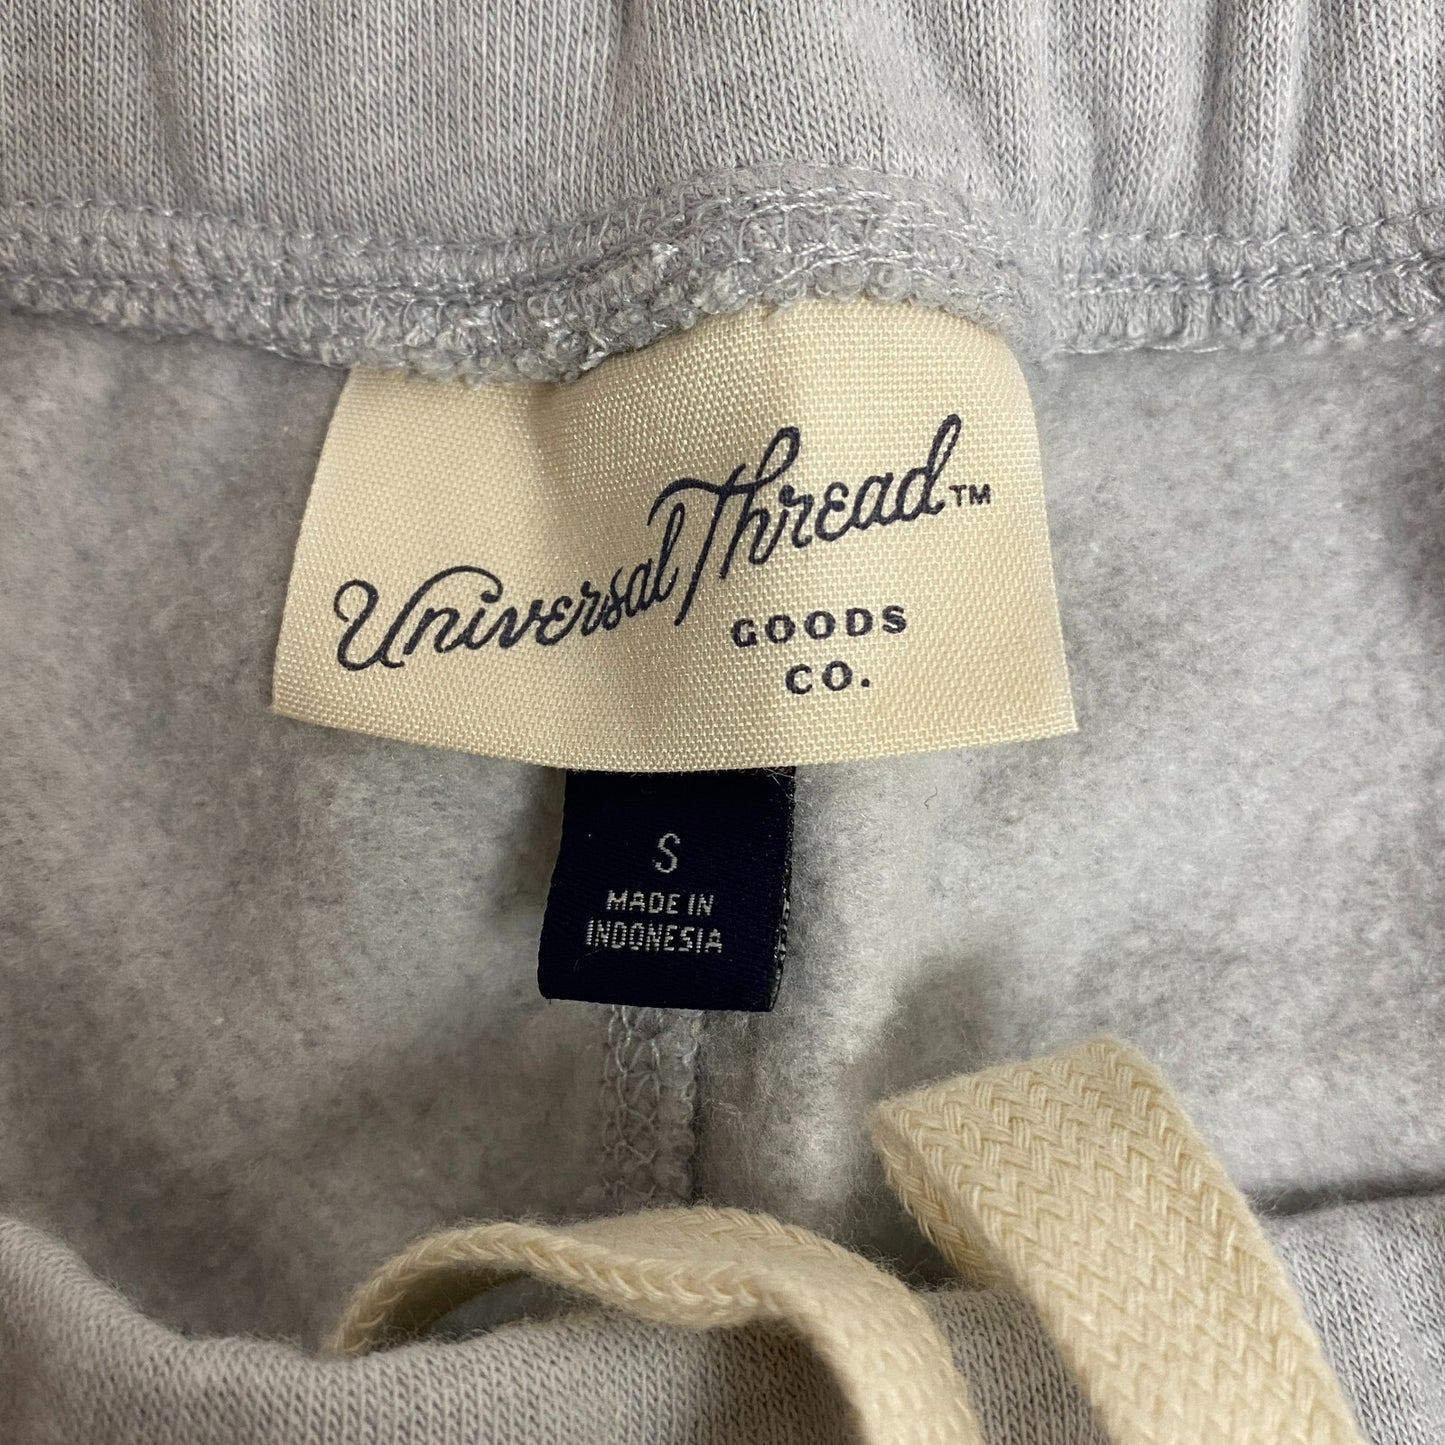 Universal Thread™
GOODS
CO.
S
MADE IN
INDONESIA